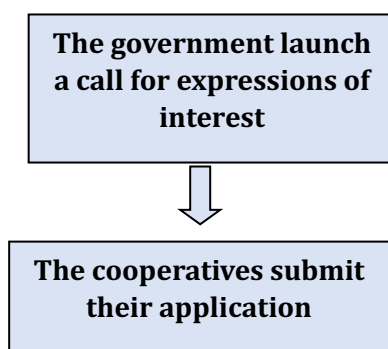 The government launch
a call for expressions of
interest
The cooperatives submit
their application